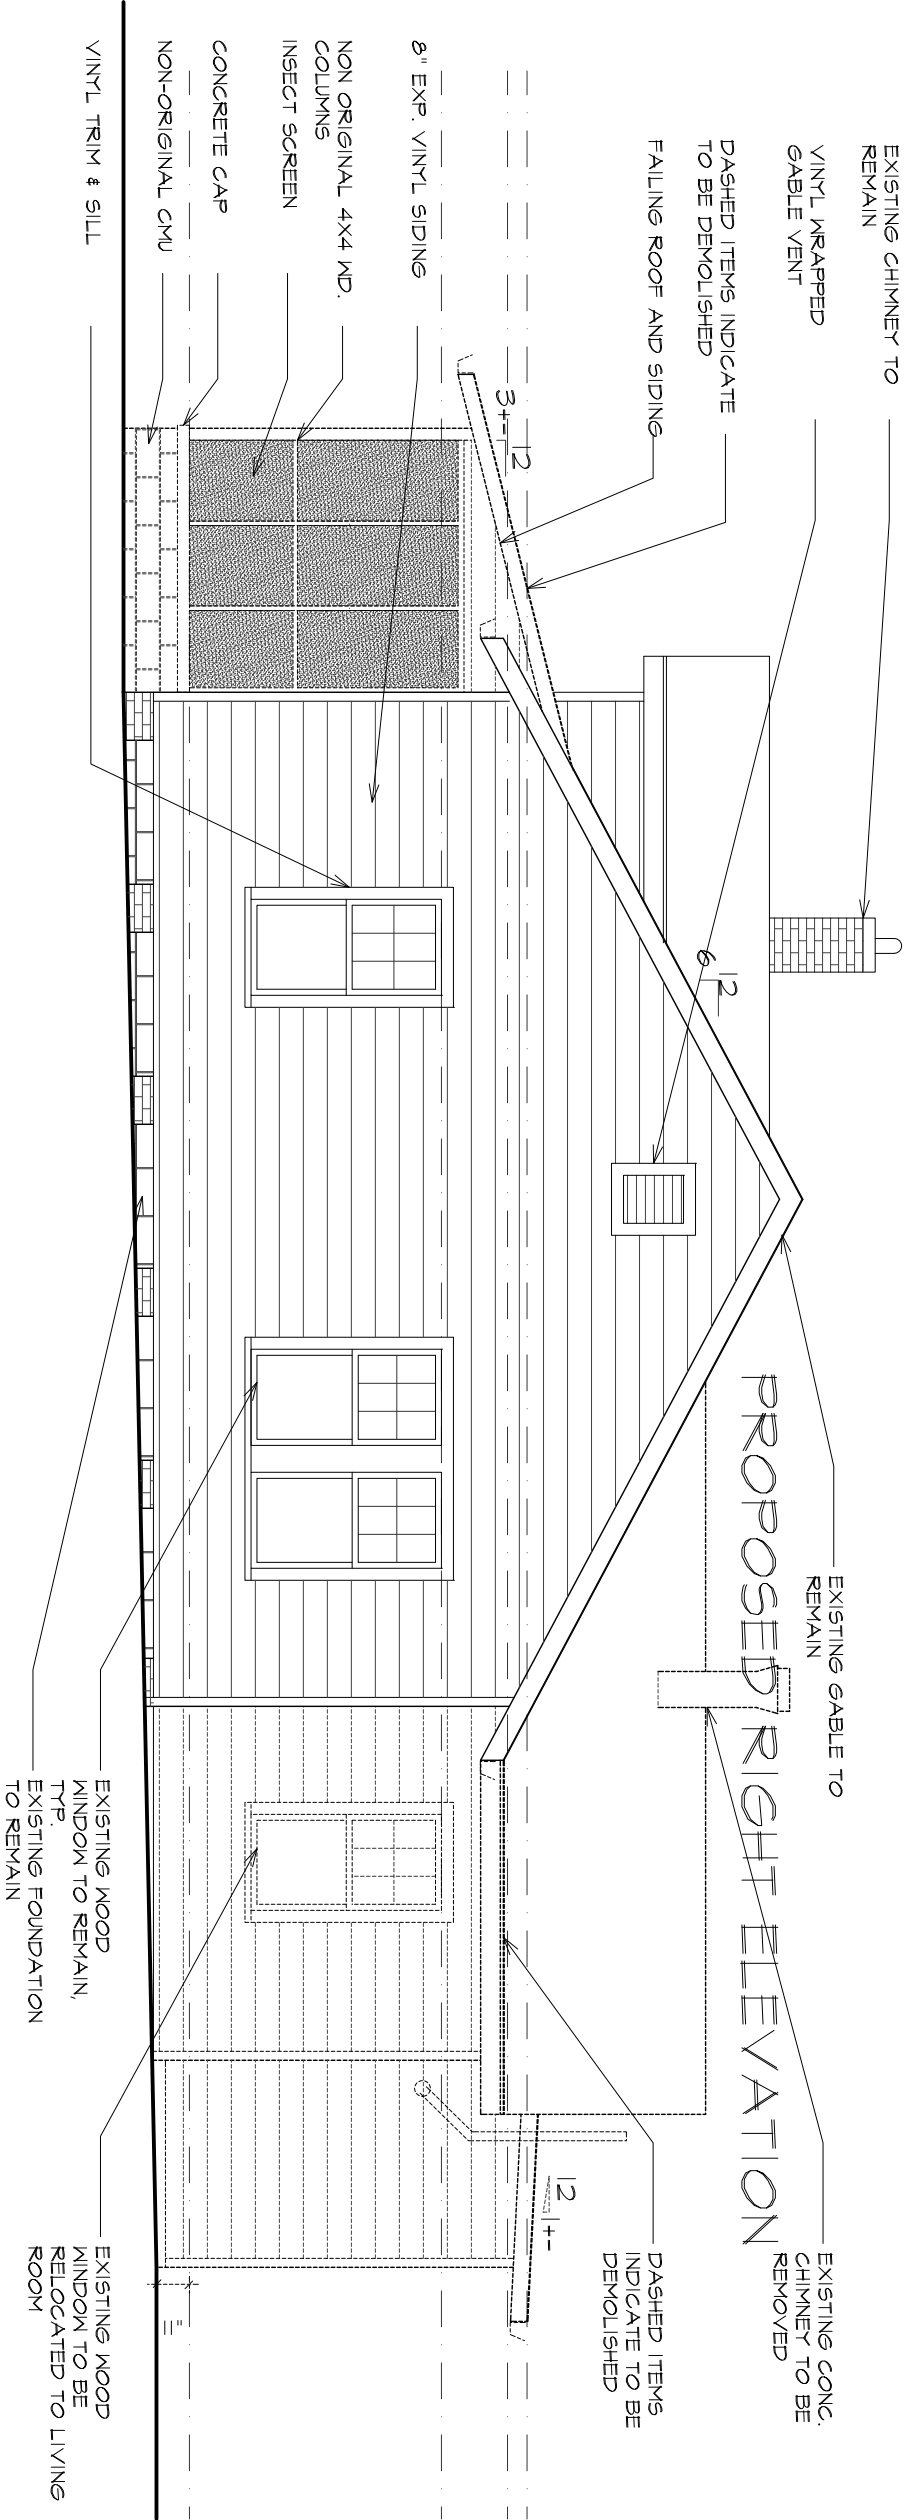 EXISTING CHIMNEY TO
REMAIN
VINYL WRAPPED
GABLE VENT
DASHED ITEMS INDICATE
TO BE DEMOLISHED
FAILING ROOF AND SIDING
8" EXP. VINYL SIDING
NON ORIGINAL 4X4 WD.
COLUMNS
INSECT SCREEN
CONCRETE CAP
NON-ORIGINAL CMU
VINYL TRIM & SILL
12
3+-
12
6
EXISTING GABLE TO
REMAIN
PROPOSED RIGHT ELEVATION
EXISTING CONC.
CHIMNEY TO BE
REMOVED
DASHED ITEMS
INDICATE TO BE
DEMOLISHED
12
1+-
11"
EXISTING WOOD
WINDOW TO REMAIN,
TYP.
EXISTING FOUNDATION
TO REMAIN
EXISTING WOOD
WINDOW TO BE
RELOCATED TO LIVING
ROOM